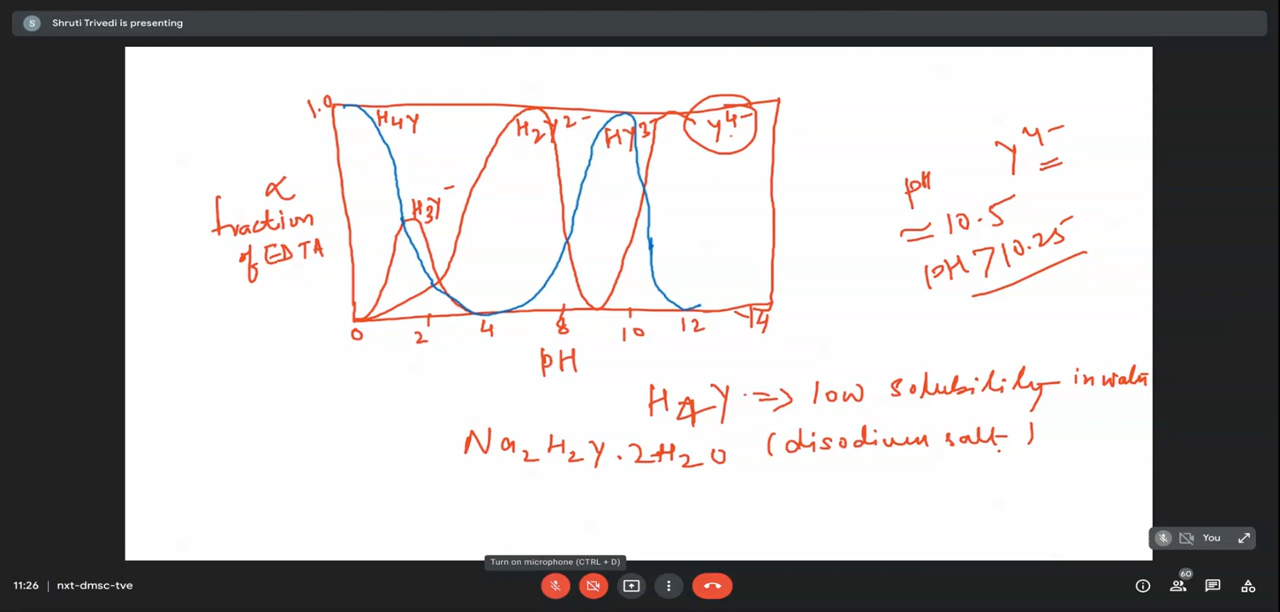 S Shruti Trivedi is presenting
1.0
H4Y
H3Y-
H2Y2-
HY3-
Y4-
α
fraction
of EDTA
0 2 4 8 10 12 14
pH
Y4-
pH
≈ 10.5
pH > 10.25
H4Y => low solubility in water
Na2H2Y.2H2O (disodium salt)
You
Turn on microphone (CTRL + D)
11:26 | nxt-dmsc-tve
60